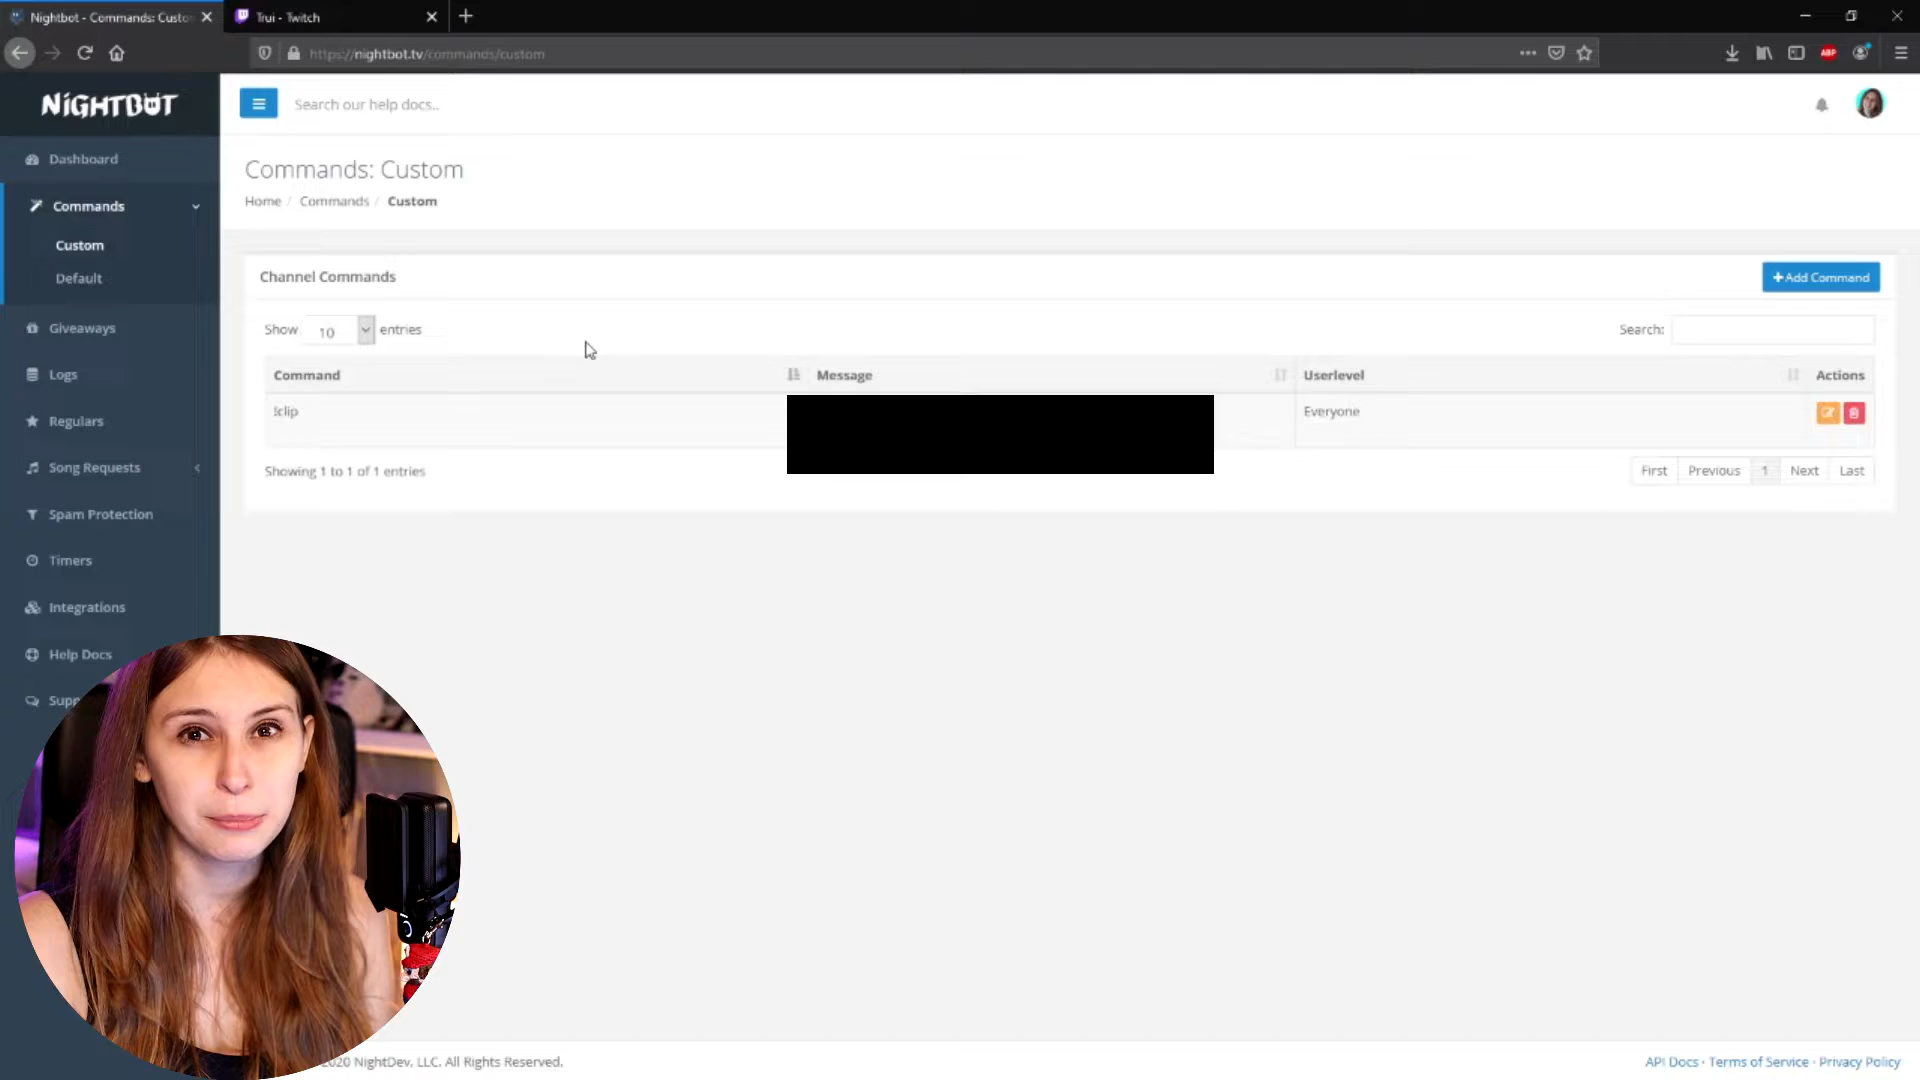 Nightbot - Commands: Custo
Trui - Twitch
https://nightbot.tv/commands/custom
ABP
NIGHTBOT
Search our help docs..
Dashboard
Commands
Custom
Default
Giveaways
Logs
Regulars
Song Requests
Spam Protection
Timers
Integrations
Help Docs
Supp
Commands: Custom
Home / Commands / Custom
Channel Commands
+Add Command
Show 10 entries
Search:
Command Message Userlevel Actions
!clip Everyone
Showing 1 to 1 of 1 entries
First Previous 1 Next Last
2020 NightDev, LLC. All Rights Reserved.
API Docs · Terms of Service · Privacy Policy